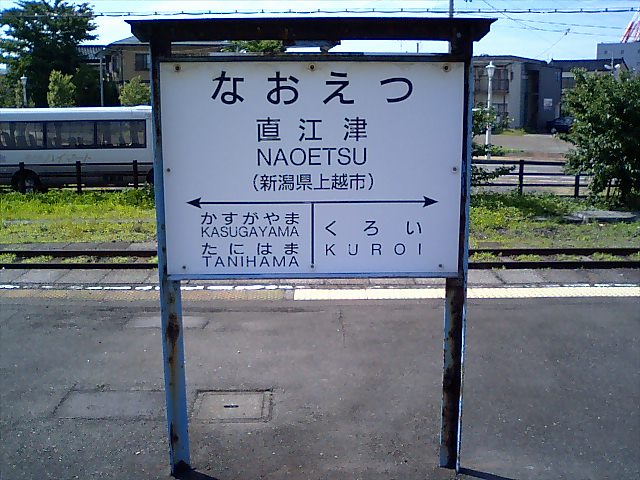 なおえつ
直江津
NAOETSU
(新潟県上越市)
かすがやま
KASUGAYAMA
たにはま
TANIHAMA
くろい
KUROI